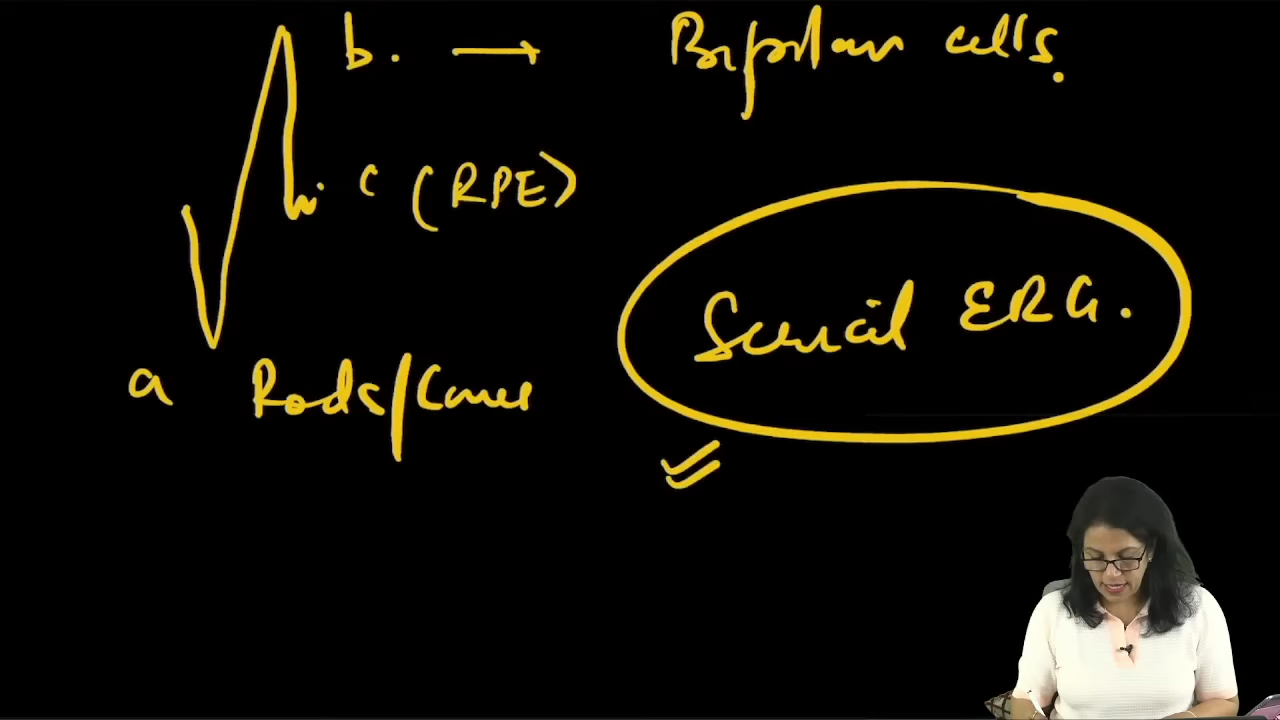 b. → Bipolar cells.
c (RPE)
Serial ERG.
a Rods/Cones